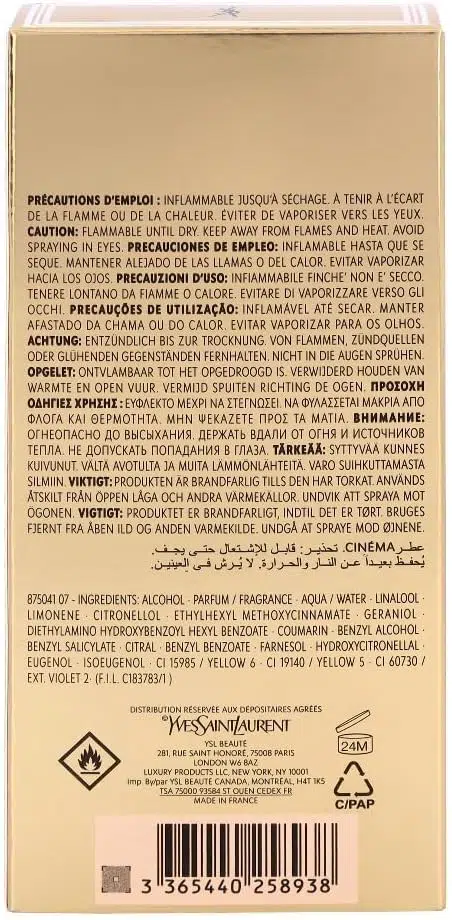 PRÉCAUTIONS D'EMPLOI : INFLAMMABLE JUSQU'À SÉCHAGE. À TENIR À L'ÉCART
DE LA FLAMME OU DE LA CHALEUR. ÉVITER DE VAPORISER VERS LES YEUX.
CAUTION: FLAMMABLE UNTIL DRY. KEEP AWAY FROM FLAMES AND HEAT. AVOID
SPRAYING IN EYES. PRECAUCIONES DE EMPLEO: INFLAMABLE HASTA QUE SE
SEQUE. MANTENER ALEJADO DE LAS LLAMAS O DEL CALOR. EVITAR VAPORIZAR
HACIA LOS OJOS. PRECAUZIONI D'USO: INFIAMMABILE FINCHE' NON E' SECCO.
TENERE LONTANO DA FIAMME O CALORE. EVITARE DI VAPORIZZARE VERSO GLI
OCCHI. PRECAUÇÕES DE UTILIZAÇÃO: INFLAMÁVEL ATÉ SECAR. MANTER
AFASTADO DA CHAMA OU DO CALOR. EVITAR VAPORIZAR PARA OS OLHOS.
ACHTUNG: ENTZÜNDLICH BIS ZUR TROCKNUNG. VON FLAMMEN, ZÜNDQUELLEN
ODER GLÜHENDEN GEGENSTÄNDEN FERNHALTEN. NICHT IN DIE AUGEN SPRÜHEN.
OPGELET: ONTVLAMBAAR TOT HET OPGEDROOGD IS. VERWIJDERD HOUDEN VAN
WARMTE EN OPEN VUUR. VERMIJD SPUITEN RICHTING DE OGEN. ΠΡΟΣΟΧΗ
ΟΔΗΓΙΕΣ ΧΡΗΣΗΣ : ΕΥΦΛΕΚΤΟ ΜΕΧΡΙ ΝΑ ΣΤΕΓΝΩΣΕΙ. ΝΑ ΦΥΛΑΣΣΕΤΑΙ ΜΑΚΡΙΑ ΑΠΟ
ΦΛΟΓΑ ΚΑΙ ΘΕΡΜΟΤΗΤΑ. ΜΗΝ ΨΕΚΑΖΕΤΕ ΠΡΟΣ ΤΑ ΜΑΤΙΑ. ВНИМАНИЕ:
ОГНЕОПАСНО ДО ВЫСЫХАНИЯ. ДЕРЖАТЬ ВДАЛИ ОТ ОГНЯ И ИСТОЧНИКОВ
ТЕПЛА. НЕ ДОПУСКАТЬ ПОПАДАНИЯ В ГЛАЗА. TÄRKEÄÄ: SYTTYVÄÄ KUNNES
KUIVUNUT. VÄLTÄ AVOTULTA JA MUITA LÄMMÖNLÄHTEITÄ. VARO SUIHKUTTAMASTA
SILMIIN. VIKTIGT: PRODUKTEN ÄR BRANDFARLIG TILLS DEN HAR TORKAT. ANVÄNDS
ÅTSKILT FRÅN ÖPPEN LÅGA OCH ANDRA VÄRMEKÄLLOR. UNDVIK ATT SPRAYA MOT
ÖGONEN. VIGTIGT: PRODUKTET ER BRANDFARLIGT, INDTIL DET ER TØRT. BRUGES
FJERNT FRA ÅBEN ILD OG ANDEN VARMEKILDE. UNDGÅ AT SPRAYE MOD ØJNENE.
عطر CINÉMA. تحذير: قابل للإشتعال حتى يجف.
يُحفظ بعيداً عن النار والحرارة. لا يُرش في العينين.
875041 07 - INGREDIENTS: ALCOHOL - PARFUM / FRAGRANCE - AQUA / WATER - LINALOOL -
LIMONENE - CITRONELLOL - ETHYLHEXYL METHOXYCINNAMATE - GERANIOL -
DIETHYLAMINO HYDROXYBENZOYL HEXYL BENZOATE - COUMARIN - BENZYL ALCOHOL -
BENZYL SALICYLATE - CITRAL - BENZYL BENZOATE - FARNESOL - HYDROXYCITRONELLAL -
EUGENOL - ISOEUGENOL - CI 15985 / YELLOW 6 - CI 19140 / YELLOW 5 - CI 60730 /
EXT. VIOLET 2 - (F.I.L. C183783/1 )
DISTRIBUTION RÉSERVÉE AUX DÉPOSITAIRES AGRÉÉS
©YVESSAINTLAURENT
YSL BEAUTÉ
281, RUE SAINT HONORÉ, 75008 PARIS
LONDON W6 8AZ
LUXURY PRODUCTS LLC, NEW YORK, NY 10001
imp. By/par YSL BEAUTÉ CANADA, MONTRÉAL, H4T 1K5
TSA 75000 93584 ST OUEN CEDEX FR
MADE IN FRANCE
24M
C/PAP
3 365440 258938